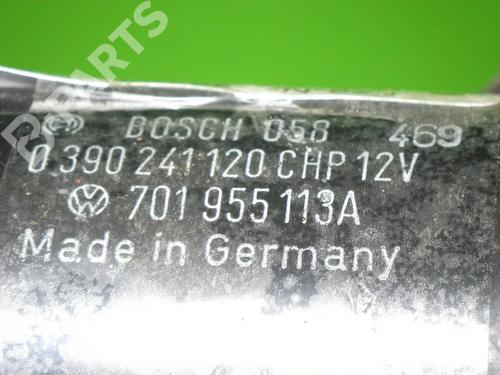 B-PARTS
BOSCH 058 469
0 390 241 120 CHP 12V
701 955 113A
Made in Germany